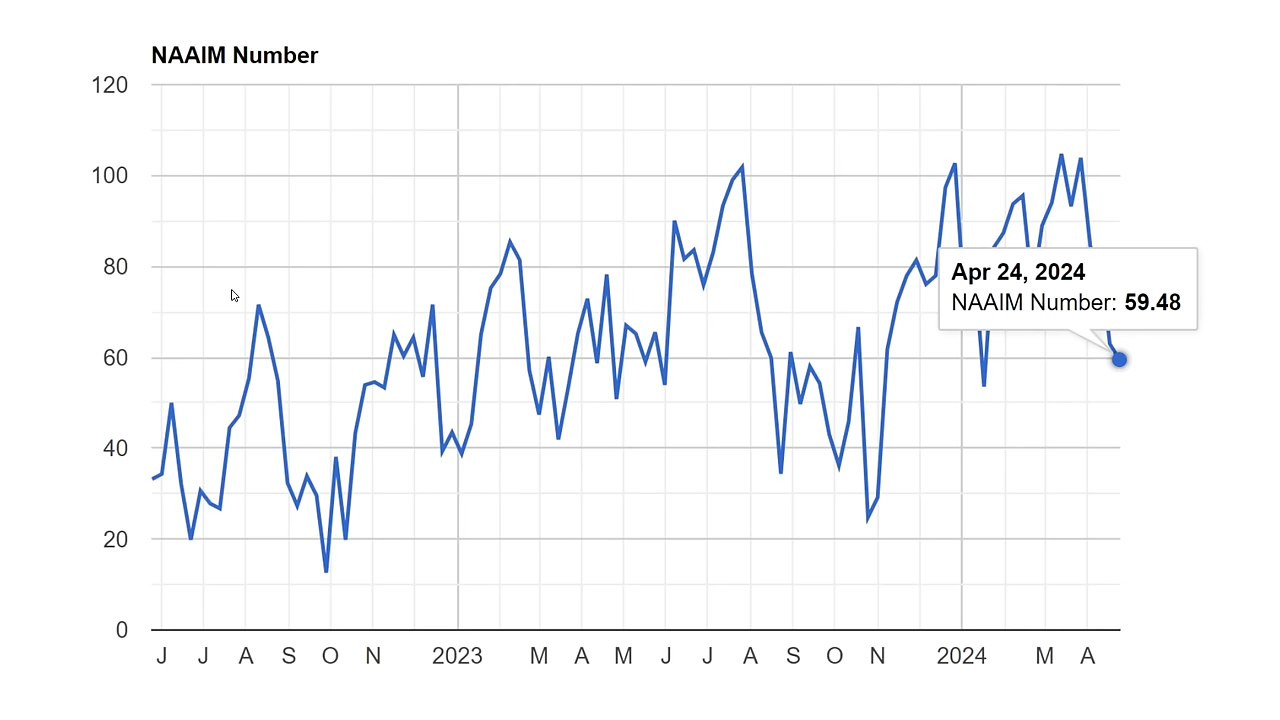 NAAIM Number
120
100
80
60
40
20
0
Apr 24, 2024
NAAIM Number: 59.48
J J A S O N 2023 M A M J J A S O N 2024 M A